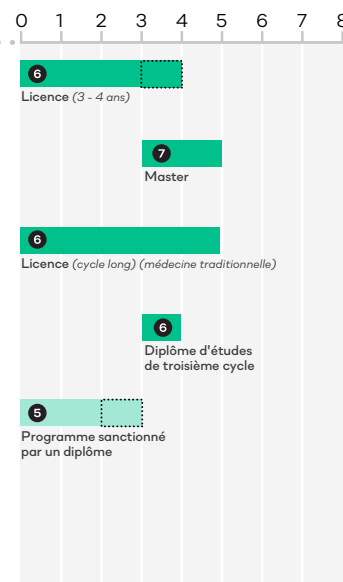 0 1 2 3 4 5 6 7 8
6
Licence (3 - 4 ans)
7
Master
6
Licence (cycle long) (médecine traditionnelle)
6
Diplôme d'études
de troisième cycle
5
Programme sanctionné
par un diplôme